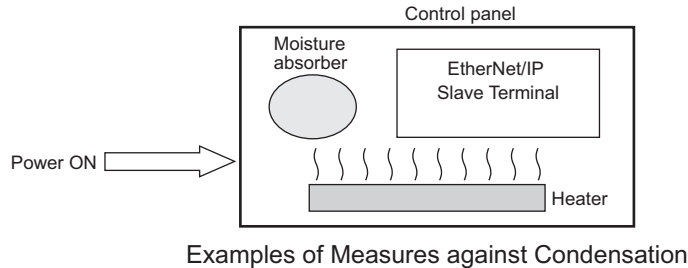 Control panel
Moisture
absorber
EtherNet/IP
Slave Terminal
Power ON
Heater
Examples of Measures against Condensation